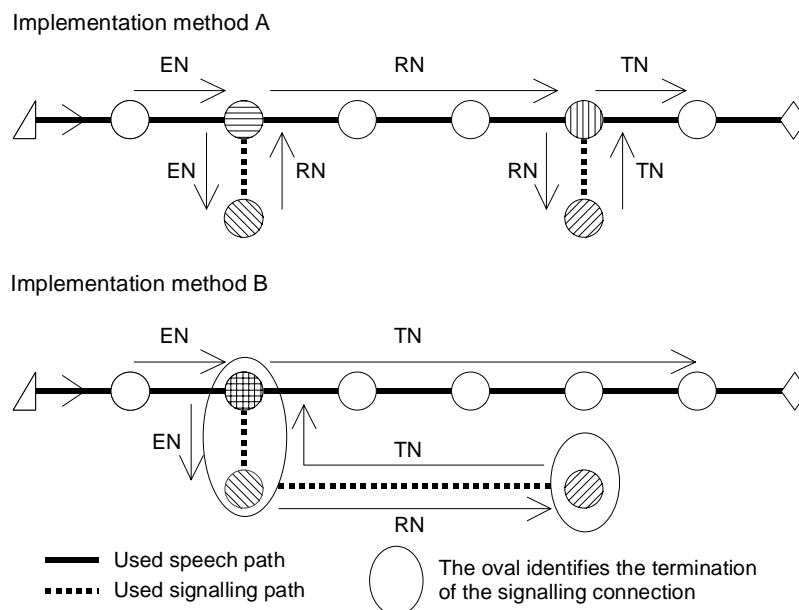 Implementation method A
EN RN TN
EN RN RN TN
Implementation method B
EN TN
EN TN
RN
Used speech path
Used signalling path
The oval identifies the termination
of the signalling connection